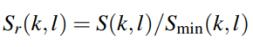 S_r(k,l) = S(k,l)/S_min(k,l)